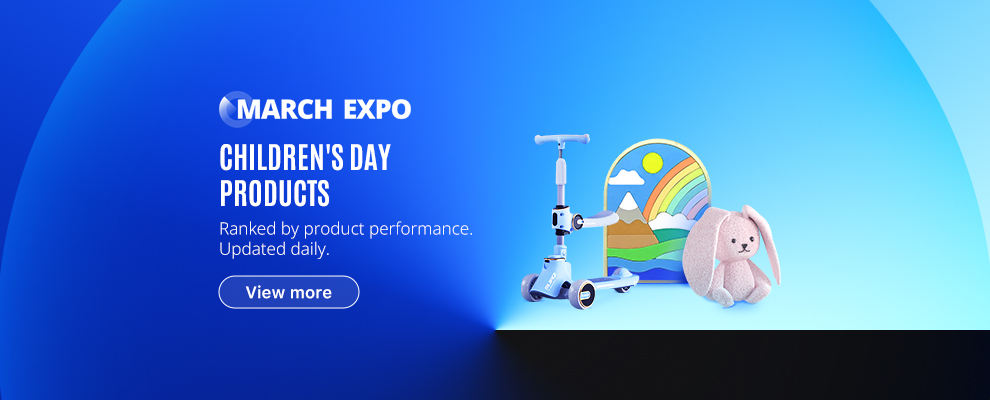 MARCH EXPO
CHILDREN'S DAY
PRODUCTS
Ranked by product performance.
Updated daily.
View more